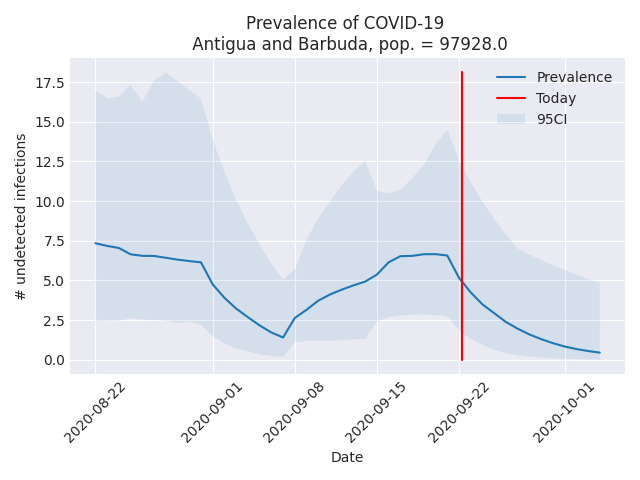 Prevalence of COVID-19
Antigua and Barbuda, pop. = 97928.0
Prevalence
Today
95CI
17.5
15.0
12.5
10.0
7.5
5.0
2.5
0.0
# undetected infections
2020-08-22
2020-09-01
2020-09-08
2020-09-15
2020-09-22
2020-10-01
Date